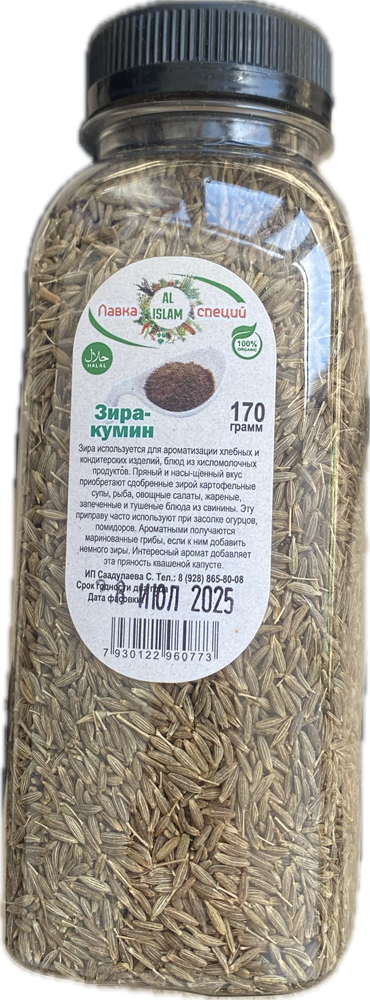 AL
Лавка ISLAM специй
حلال
HALAL
100%
ORGANIC
Зира-
кумин
170
грамм
Зира используется для ароматизации хлебных и
кондитерских изделий, блюд из кисломолочных
продуктов. Пряный и насы-щенный вкус
приобретают сдобренные зирой картофельные
супы, рыба, овощные салаты, жареные,
запеченные и тушеные блюда из свинины. Эту
приправу часто используют при засолке огурцов,
помидоров. Ароматными получаются
маринованные грибы, если к ним добавить
немного зиры. Интересный аромат добавляет
эта пряность квашеной капусте.
ИП Саадулаева С. Тел.: 8 (928) 865-80-08
Срок годности два
Дата фасовки
ИЮЛ 2025
7 930122 960773